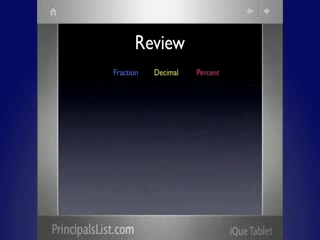 Review
Fraction Decimal Percent
PrincipalsList.com iQue Tablet